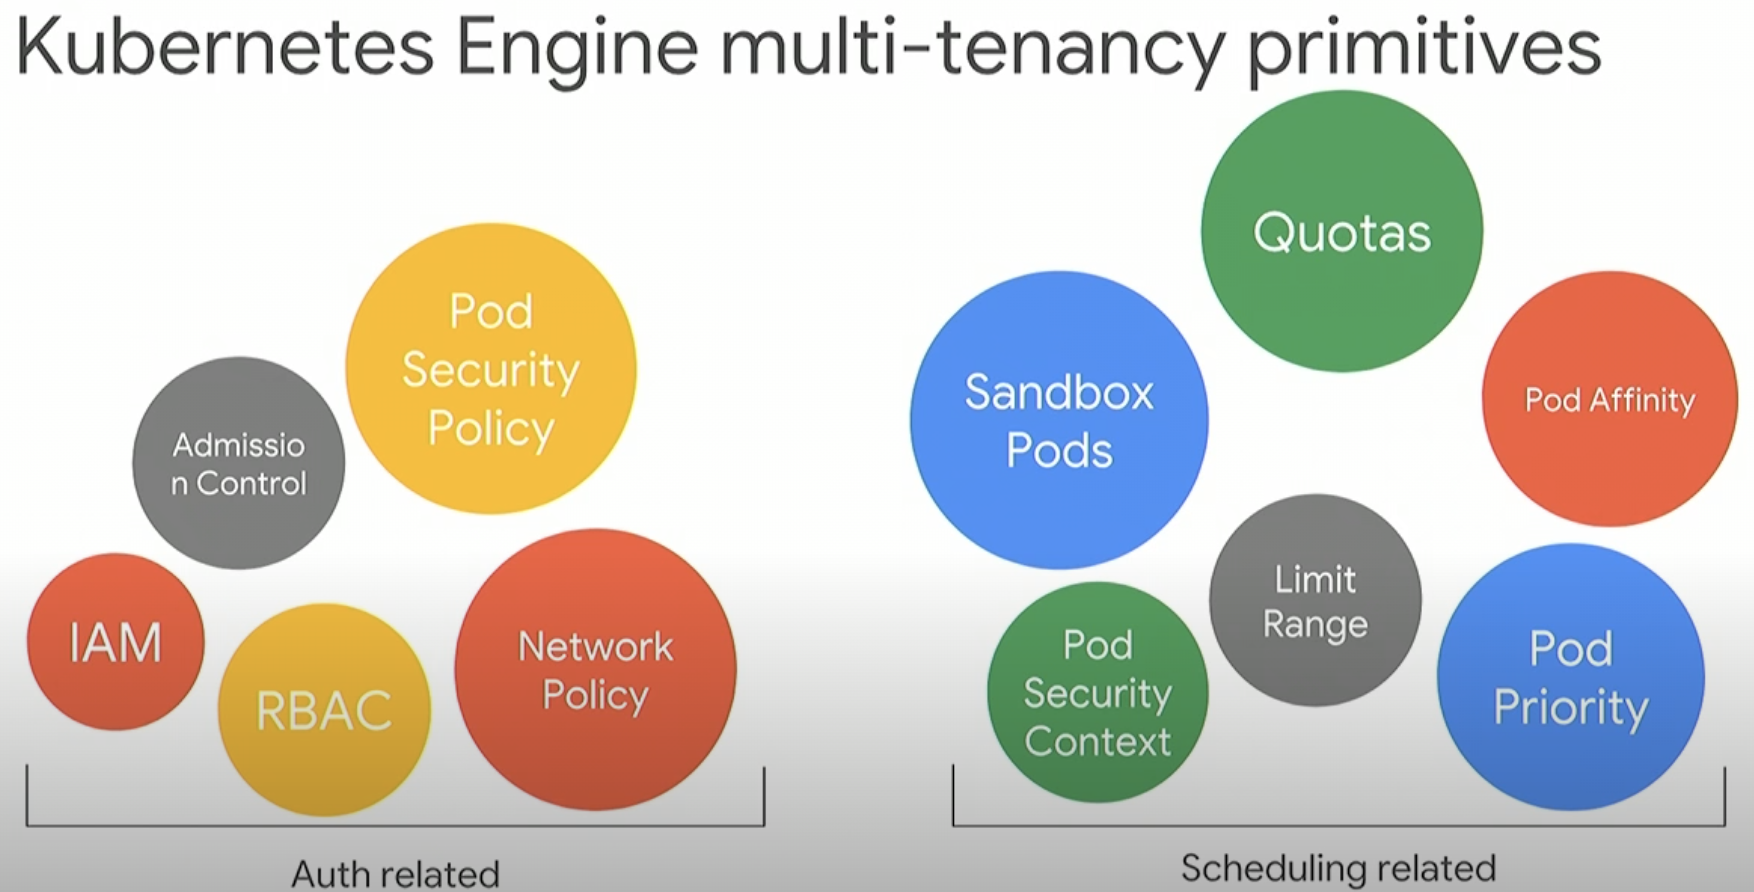 Kubernetes Engine multi-tenancy primitives
Pod
Security
Policy
Admissio
n Control
IAM
RBAC
Network
Policy
Auth related
Quotas
Sandbox
Pods
Pod Affinity
Limit
Range
Pod
Security
Context
Pod
Priority
Scheduling related